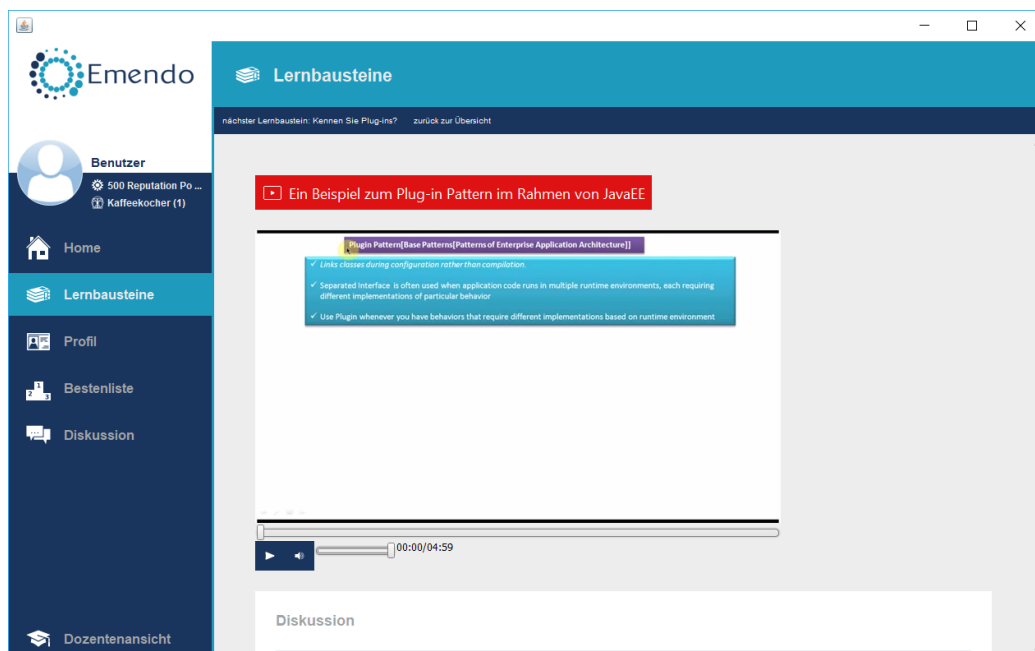 Emendo
Lernbausteine
nächster Lernbaustein: Kennen Sie Plug-ins? zurück zur Übersicht
Benutzer
500 Reputation Po ...
Kaffeekocher (1)
Home
Lernbausteine
Profil
Bestenliste
Diskussion
Dozentenansicht
Ein Beispiel zum Plug-in Pattern im Rahmen von JavaEE
Plugin Pattern[Base Patterns[Patterns of Enterprise Application Architecture]]
✓ Links classes during configuration rather than compilation.
✓ Separated Interface is often used when application code runs in multiple runtime environments, each requiring
different implementations of particular behavior
✓ Use Plugin whenever you have behaviors that require different implementations based on runtime environment
00:00/04:59
Diskussion